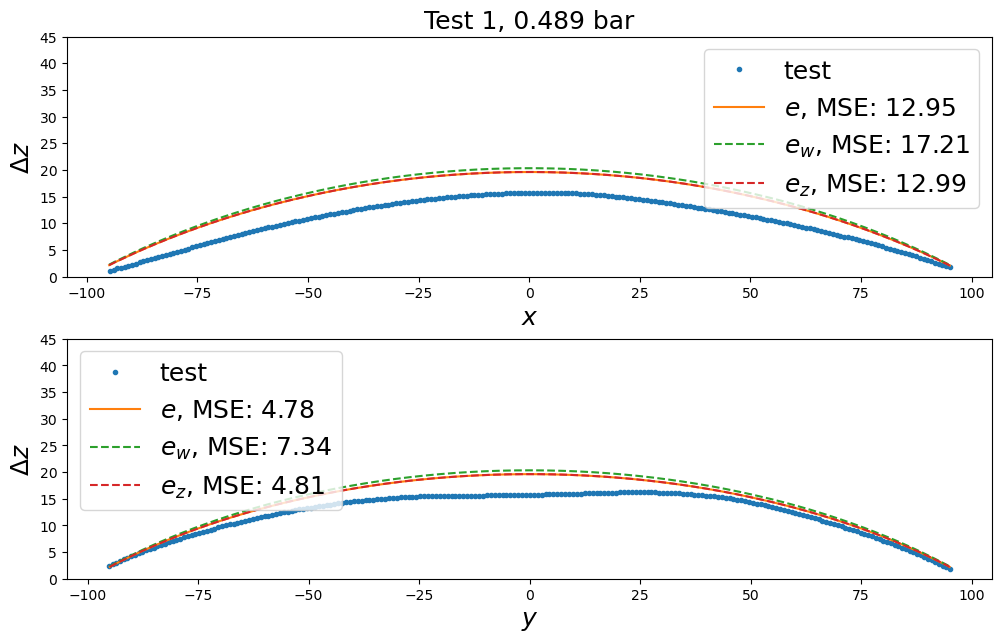 Test 1, 0.489 bar
45
40
35
30
25
20
15
10
5
0
Δz
test
e, MSE: 12.95
e_w, MSE: 17.21
e_z, MSE: 12.99
−100 −75 −50 −25 0 25 50 75 100
x
45
40
35
30
25
20
15
10
5
0
Δz
test
e, MSE: 4.78
e_w, MSE: 7.34
e_z, MSE: 4.81
−100 −75 −50 −25 0 25 50 75 100
y